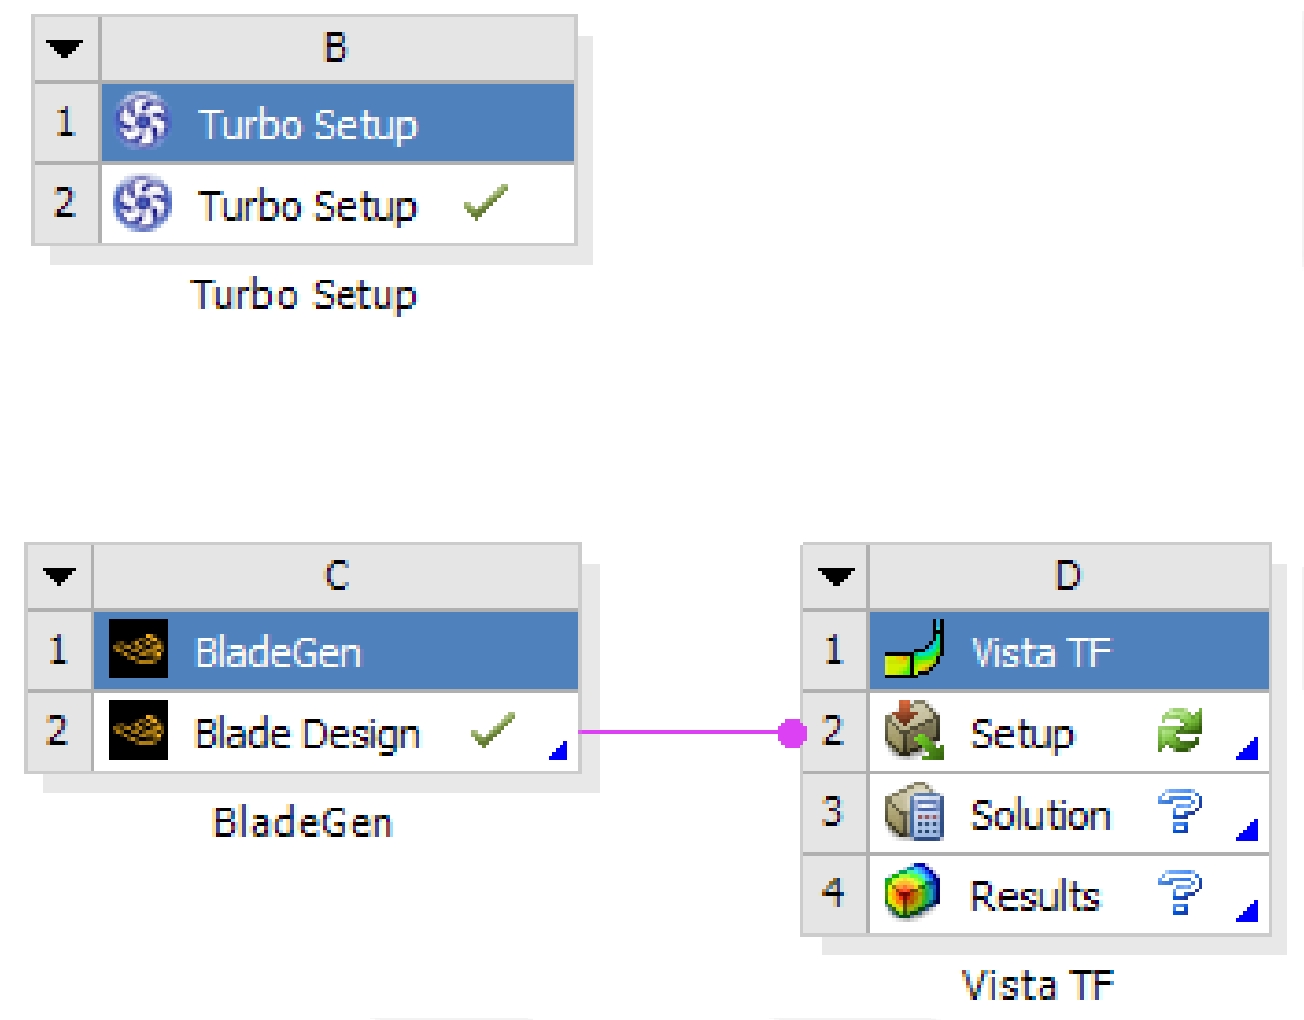 B
1 Turbo Setup
2 Turbo Setup
Turbo Setup
C
1 BladeGen
2 Blade Design
BladeGen
D
1 Vista TF
2 Setup
3 Solution ?
4 Results ?
Vista TF